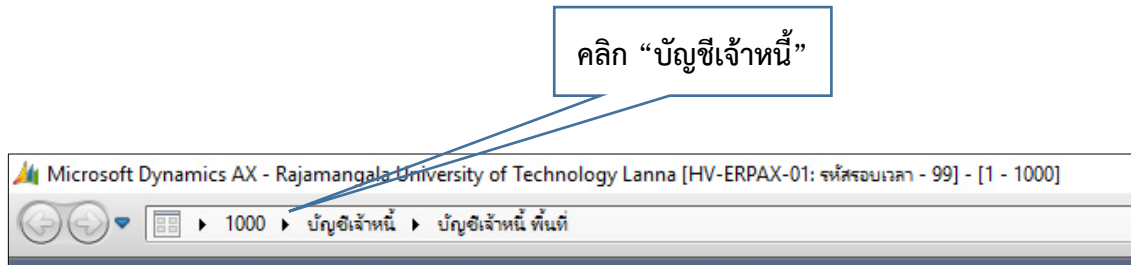 คลิก “บัญชีเจ้าหนี้”
Microsoft Dynamics AX - Rajamangala University of Technology Lanna [HV-ERPAX-01: รหัสรอบเวลา - 99] - [1 - 1000]
1000 บัญชีเจ้าหนี้ บัญชีเจ้าหนี้ พื้นที่